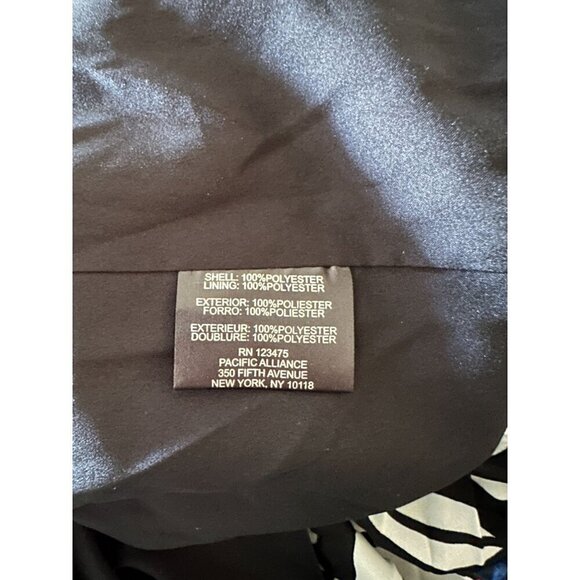 SHELL: 100%POLYESTER
LINING: 100%POLYESTER
EXTERIOR: 100%POLIESTER
FORRO: 100%POLIESTER
EXTERIEUR: 100%POLYESTER
DOUBLURE: 100%POLYESTER
RN 123475
PACIFIC ALLIANCE
350 FIFTH AVENUE
NEW YORK, NY 10118